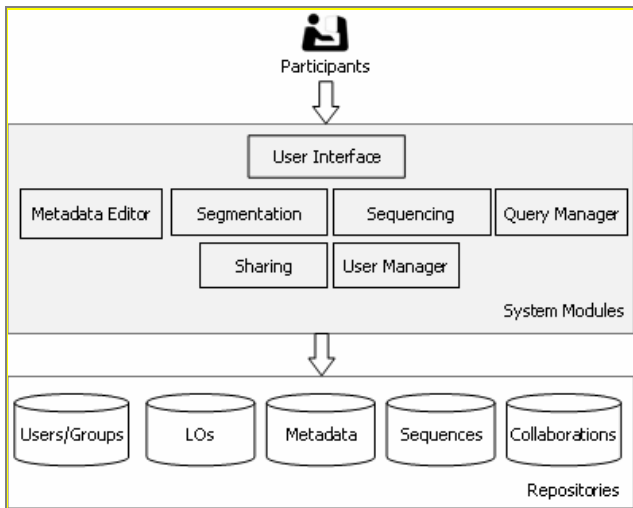 Participants
User Interface
Metadata Editor
Segmentation
Sequencing
Query Manager
Sharing
User Manager
System Modules
Users/Groups
LOs
Metadata
Sequences
Collaborations
Repositories